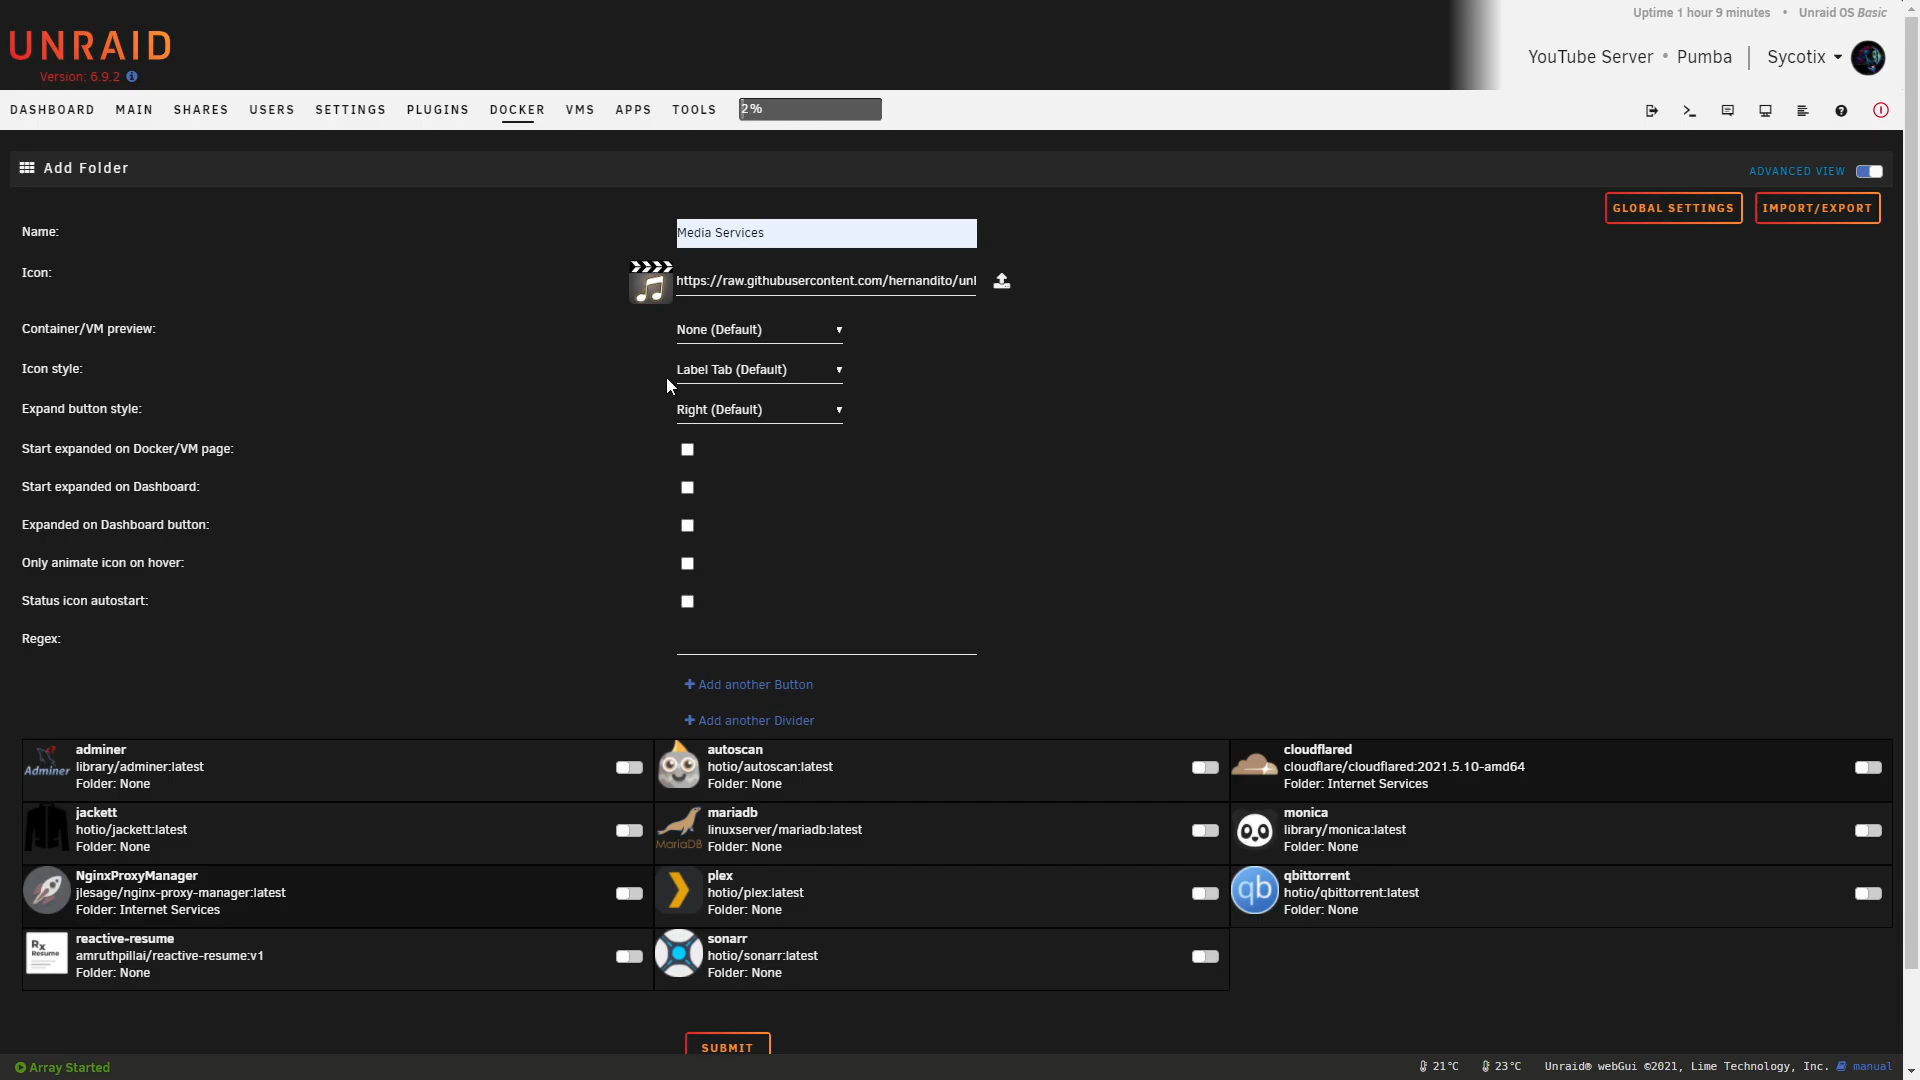 Uptime 1 hour 9 minutes • Unraid OS Basic
UNRAID
Version: 6.9.2
YouTube Server • Pumba | Sycotix
DASHBOARD MAIN SHARES USERS SETTINGS PLUGINS DOCKER VMS APPS TOOLS 2%
Add Folder
ADVANCED VIEW
GLOBAL SETTINGS IMPORT/EXPORT
Name: Media Services
Icon: https://raw.githubusercontent.com/hernandito/unl
Container/VM preview: None (Default)
Icon style: Label Tab (Default)
Expand button style: Right (Default)
Start expanded on Docker/VM page:
Start expanded on Dashboard:
Expanded on Dashboard button:
Only animate icon on hover:
Status icon autostart:
Regex:
Add another Button
Add another Divider
Adminer
adminer
library/adminer:latest
Folder: None
autoscan
hotio/autoscan:latest
Folder: None
cloudflared
cloudflare/cloudflared:2021.5.10-amd64
Folder: Internet Services
jackett
hotio/jackett:latest
Folder: None
MariaDB
mariadb
linuxserver/mariadb:latest
Folder: None
monica
library/monica:latest
Folder: None
NginxProxyManager
jlesage/nginx-proxy-manager:latest
Folder: Internet Services
plex
hotio/plex:latest
Folder: None
qb
qbittorrent
hotio/qbittorrent:latest
Folder: None
Rx
Resume
reactive-resume
amruthpillai/reactive-resume:v1
Folder: None
sonarr
hotio/sonarr:latest
Folder: None
SUBMIT
Array Started
21°C 23°C Unraid® webGui ©2021, Lime Technology, Inc. manual